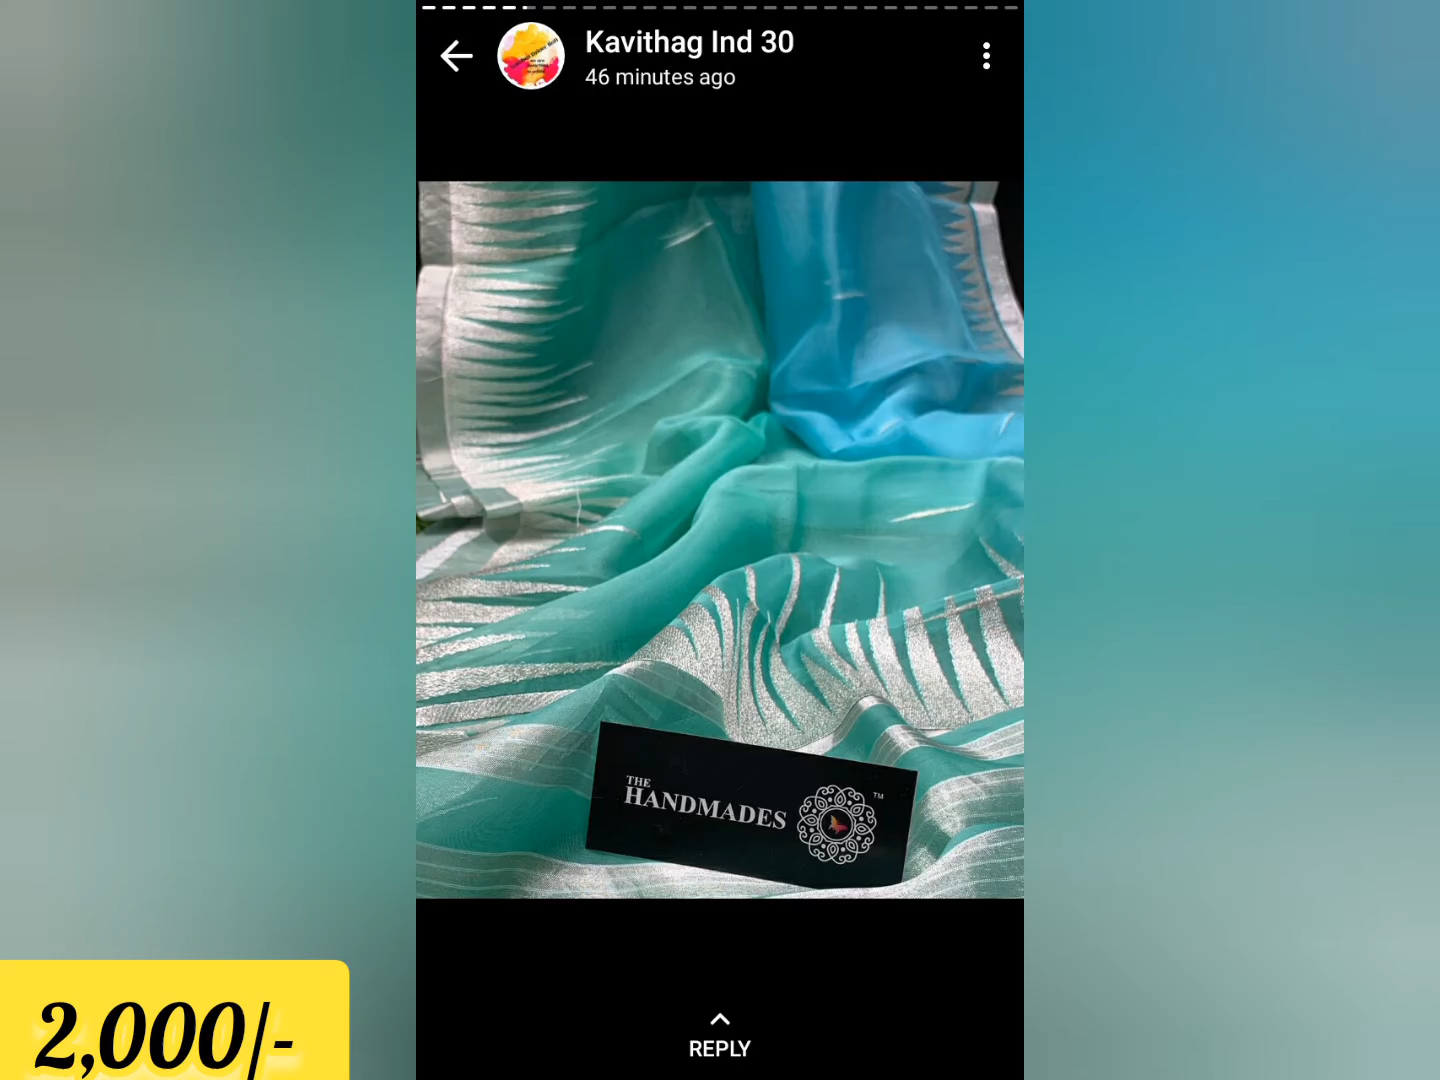 Kavithag Ind 30
46 minutes ago
THE
HANDMADES
TM
REPLY
2,000/-